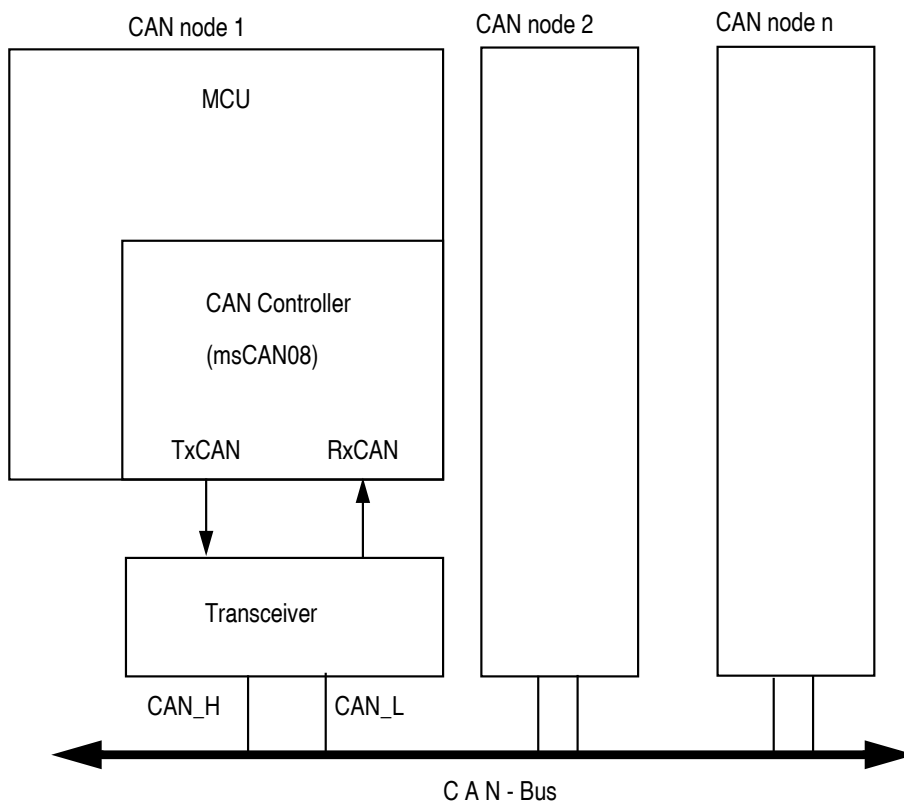 CAN node 1
CAN node 2
CAN node n
MCU
CAN Controller
(msCAN08)
TxCAN
RxCAN
Transceiver
CAN_H
CAN_L
C A N - Bus